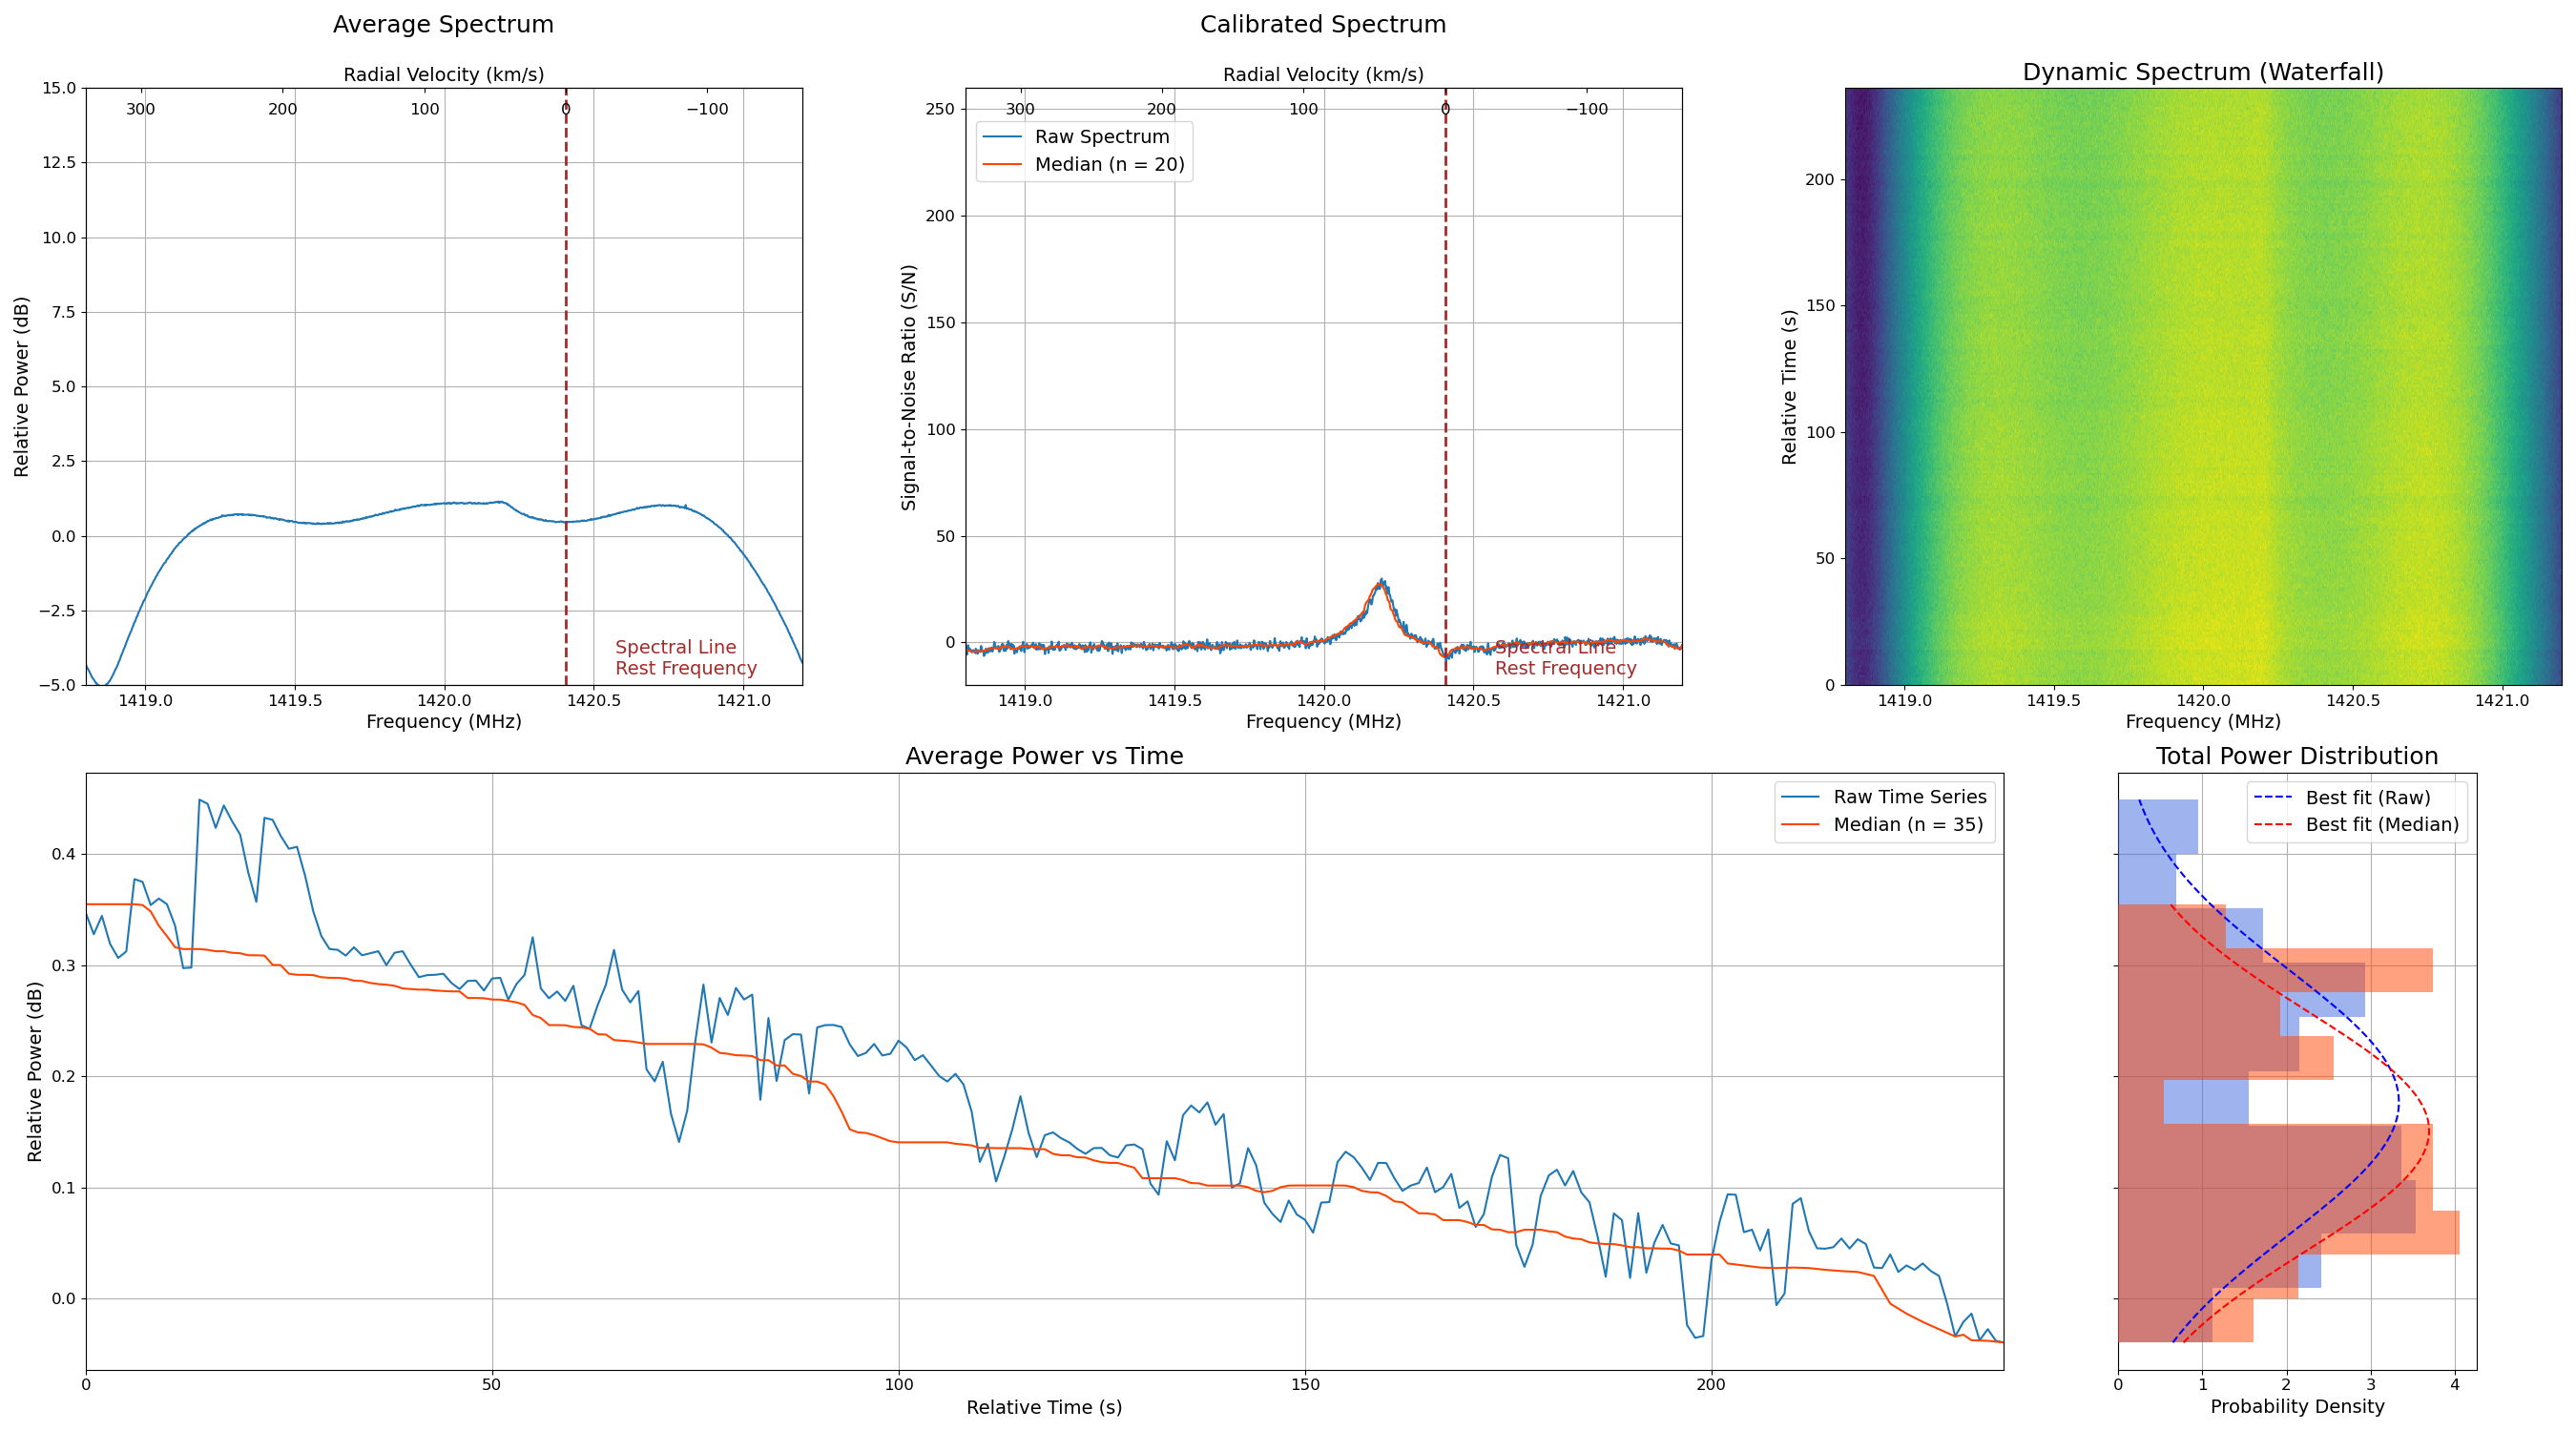 Average Spectrum
Radial Velocity (km/s)
300 200 100 0 −100
15.0
12.5
10.0
7.5
5.0
2.5
0.0
−2.5
−5.0
Relative Power (dB)
Spectral Line
Rest Frequency
1419.0 1419.5 1420.0 1420.5 1421.0
Frequency (MHz)
Calibrated Spectrum
Radial Velocity (km/s)
300 200 100 0 −100
Raw Spectrum
Median (n = 20)
250
200
150
100
50
0
Signal-to-Noise Ratio (S/N)
Spectral Line
Rest Frequency
1419.0 1419.5 1420.0 1420.5 1421.0
Frequency (MHz)
Dynamic Spectrum (Waterfall)
200
150
100
50
0
Relative Time (s)
1419.0 1419.5 1420.0 1420.5 1421.0
Frequency (MHz)
Average Power vs Time
Raw Time Series
Median (n = 35)
0.4
0.3
0.2
0.1
0.0
Relative Power (dB)
0 50 100 150 200
Relative Time (s)
Total Power Distribution
Best fit (Raw)
Best fit (Median)
0 1 2 3 4
Probability Density